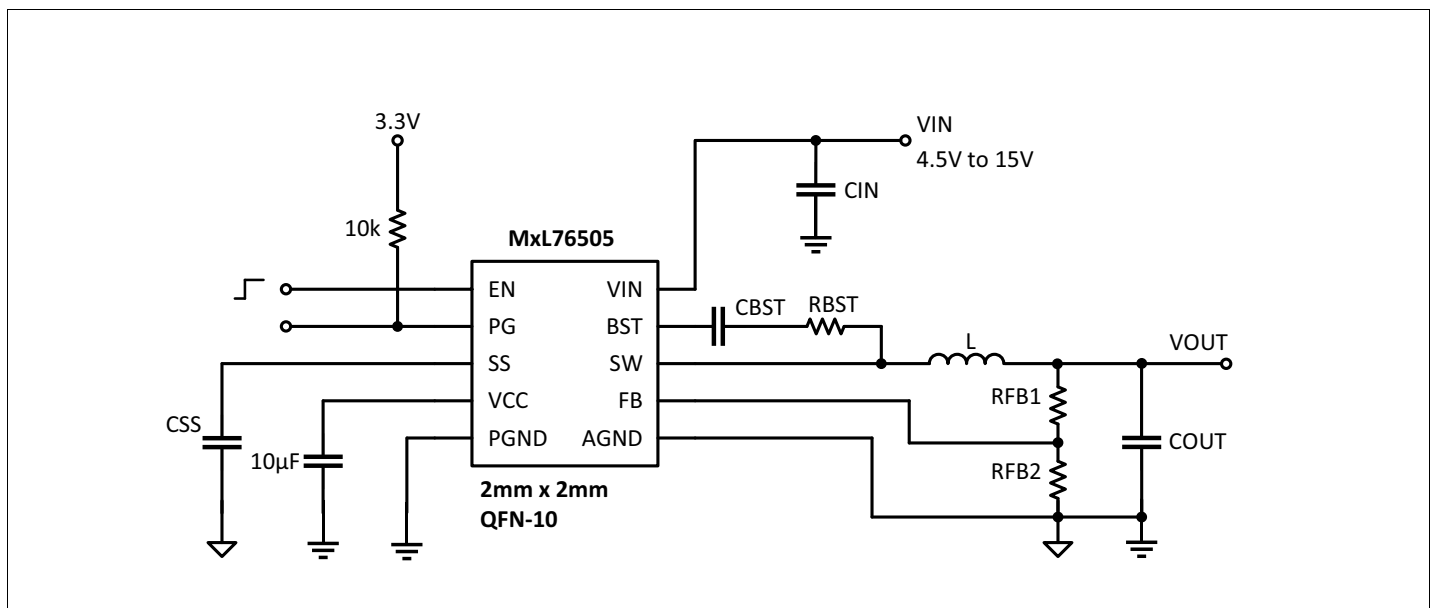 3.3V
VIN
4.5V to 15V
CIN
10k
MxL76505
EN
VIN
CBST
RBST
PG
BST
L
VOUT
SS
SW
RFB1
VCC
FB
CSS
COUT
10µF
PGND
AGND
RFB2
2mm x 2mm
QFN-10